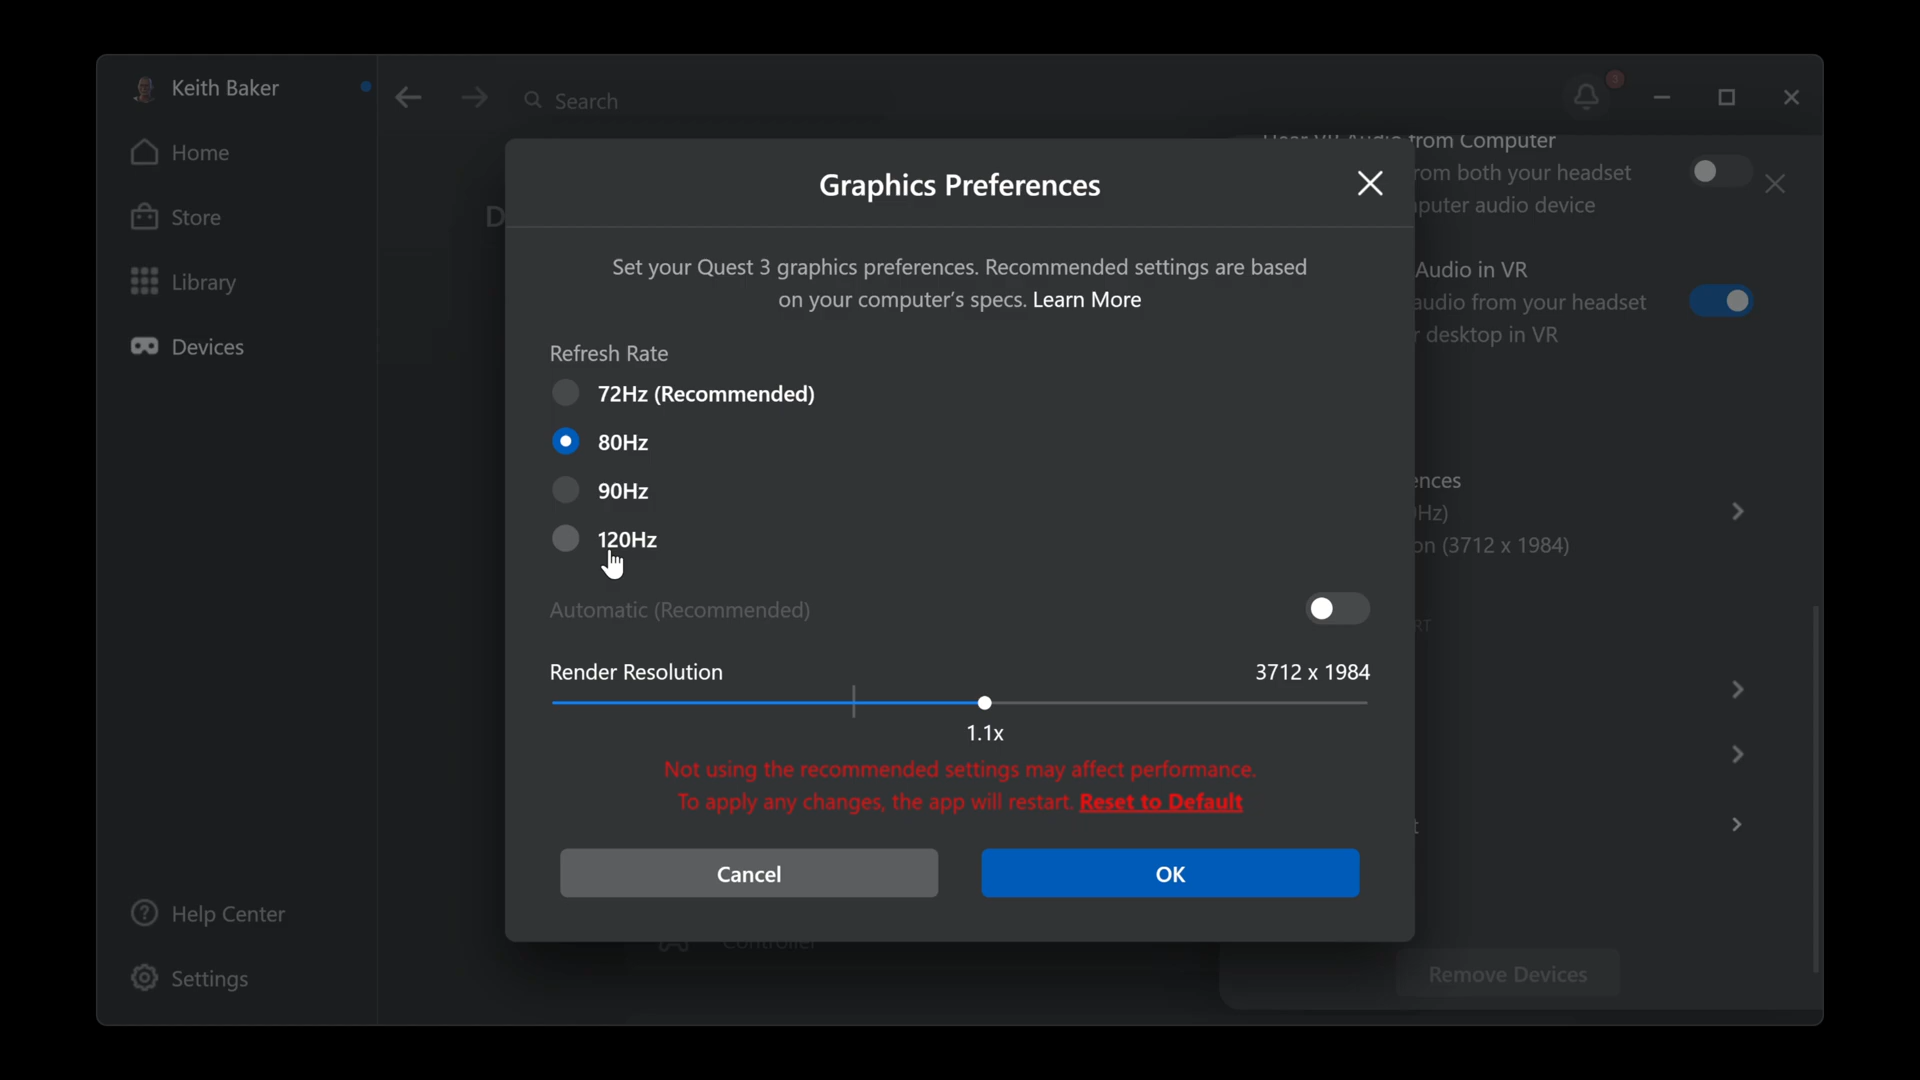 Keith Baker
Home
Store
Library
Devices
Help Center
Settings
Search
3
D
from Computer
rom both your headset
puter audio device
Audio in VR
audio from your headset
r desktop in VR
ences
Hz)
on (3712 x 1984)
RT
t
Remove Devices
Graphics Preferences
Set your Quest 3 graphics preferences. Recommended settings are based
on your computer's specs. Learn More
Refresh Rate
72Hz (Recommended)
80Hz
90Hz
120Hz
Automatic (Recommended)
Render Resolution 3712 x 1984
1.1x
Not using the recommended settings may affect performance.
To apply any changes, the app will restart. Reset to Default
Cancel OK
Controller